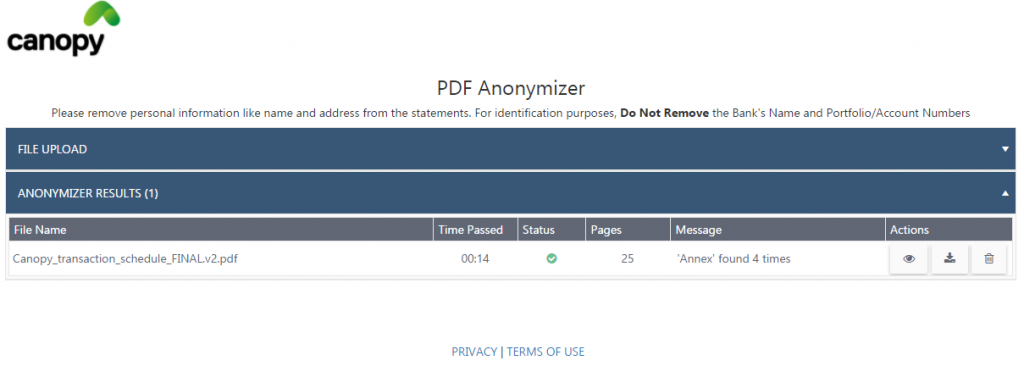 canopy
PDF Anonymizer
Please remove personal information like name and address from the statements. For identification purposes, Do Not Remove the Bank's Name and Portfolio/Account Numbers
FILE UPLOAD
ANONYMIZER RESULTS (1)
File Name Time Passed Status Pages Message Actions
Canopy_transaction_schedule_FINAL.v2.pdf 00:14 25 'Annex' found 4 times
PRIVACY | TERMS OF USE